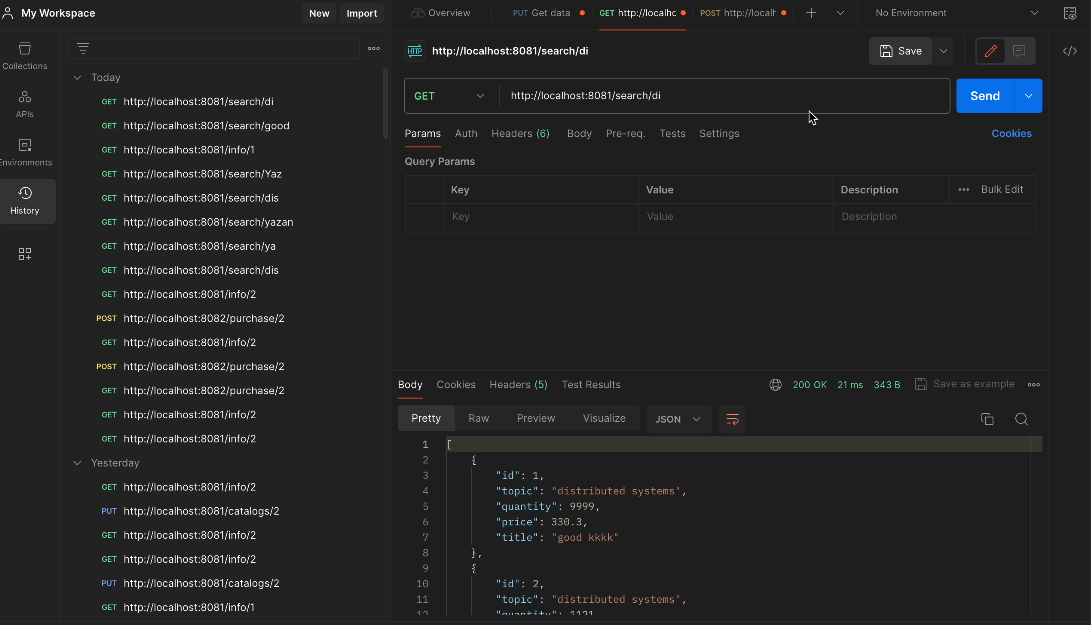 My Workspace
New
Import
Overview
PUT Get data
GET http://localhc
POST http://localh
No Environment
Collections
APIs
Environments
History
Today
GET http://localhost:8081/search/di
GET http://localhost:8081/search/good
GET http://localhost:8081/info/1
GET http://localhost:8081/search/Yaz
GET http://localhost:8081/search/dis
GET http://localhost:8081/search/yazan
GET http://localhost:8081/search/ya
GET http://localhost:8081/search/dis
GET http://localhost:8081/info/2
POST http://localhost:8082/purchase/2
GET http://localhost:8081/info/2
POST http://localhost:8082/purchase/2
GET http://localhost:8082/purchase/2
GET http://localhost:8081/info/2
GET http://localhost:8081/info/2
Yesterday
GET http://localhost:8081/info/2
PUT http://localhost:8081/catalogs/2
GET http://localhost:8081/info/2
GET http://localhost:8081/info/2
PUT http://localhost:8081/catalogs/2
GET http://localhost:8081/info/1
HTTP http://localhost:8081/search/di
Save
GET http://localhost:8081/search/di
Send
Params Auth Headers (6) Body Pre-req. Tests Settings
Cookies
Query Params
Key Value Description Bulk Edit
Key Value Description
Body Cookies Headers (5) Test Results
200 OK 21 ms 343 B Save as example
Pretty Raw Preview Visualize JSON
1 [
2 {
3 "id": 1,
4 "topic": "distributed systems",
5 "quantity": 9999,
6 "price": 330.3,
7 "title": "good kkkk"
8 },
9 {
10 "id": 2,
11 "topic": "distributed systems",
12 "quantity": 1121,